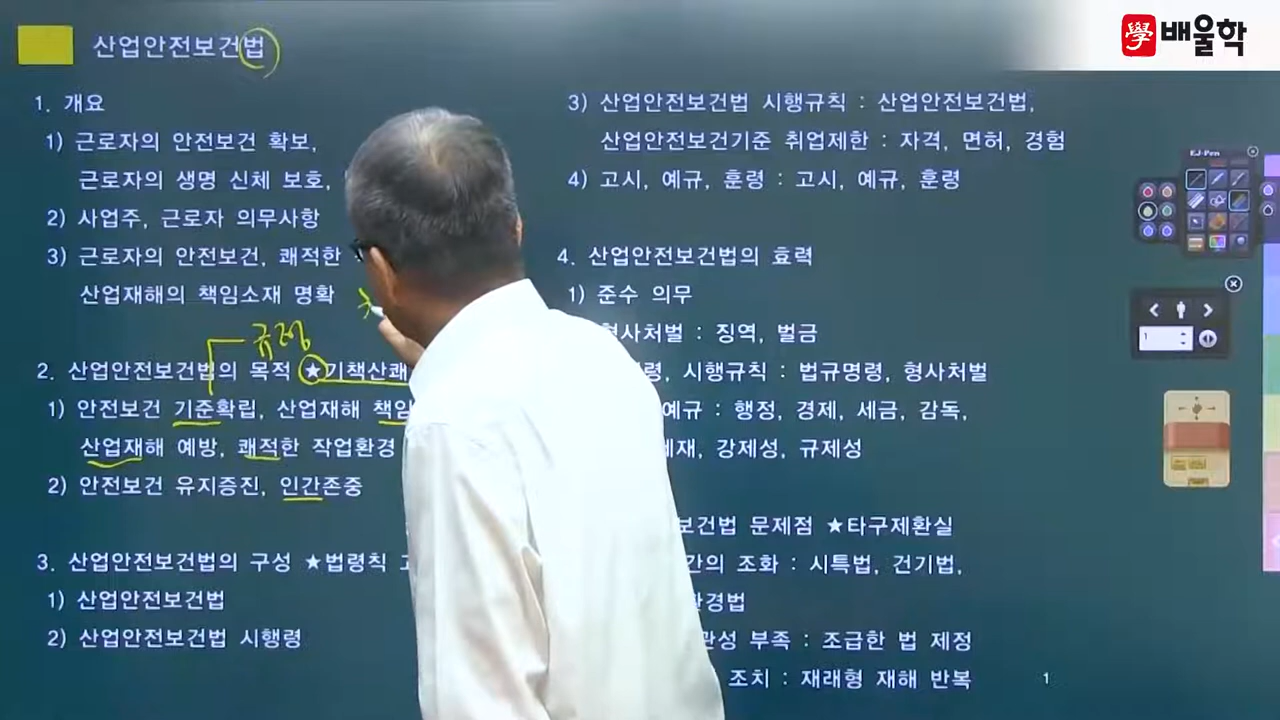 산업안전보건법
學 배울학
1. 개요
1) 근로자의 안전보건 확보,
근로자의 생명 신체 보호,
2) 사업주, 근로자 의무사항
3) 근로자의 안전보건, 쾌적한
산업재해의 책임소재 명확
규정
2. 산업안전보건법의 목적 ★기책산쾌
1) 안전보건 기준확립, 산업재해 책임
산업재해 예방, 쾌적한 작업환경
2) 안전보건 유지증진, 인간존중
3. 산업안전보건법의 구성 ★법령칙
1) 산업안전보건법
2) 산업안전보건법 시행령
3) 산업안전보건법 시행규칙 : 산업안전보건법,
산업안전보건기준 취업제한 : 자격, 면허, 경험
4) 고시, 예규, 훈령 : 고시, 예규, 훈령
4. 산업안전보건법의 효력
1) 준수 의무
형사처벌 : 징역, 벌금
령, 시행규칙 : 법규명령, 형사처벌
예규 : 행정, 경제, 세금, 감독,
제재, 강제성, 규제성
보건법 문제점 ★타구제환실
간의 조화 : 시특법, 건기법,
환경법
관성 부족 : 조급한 법 제정
조치 : 재래형 재해 반복
1
EJ-Pen
1